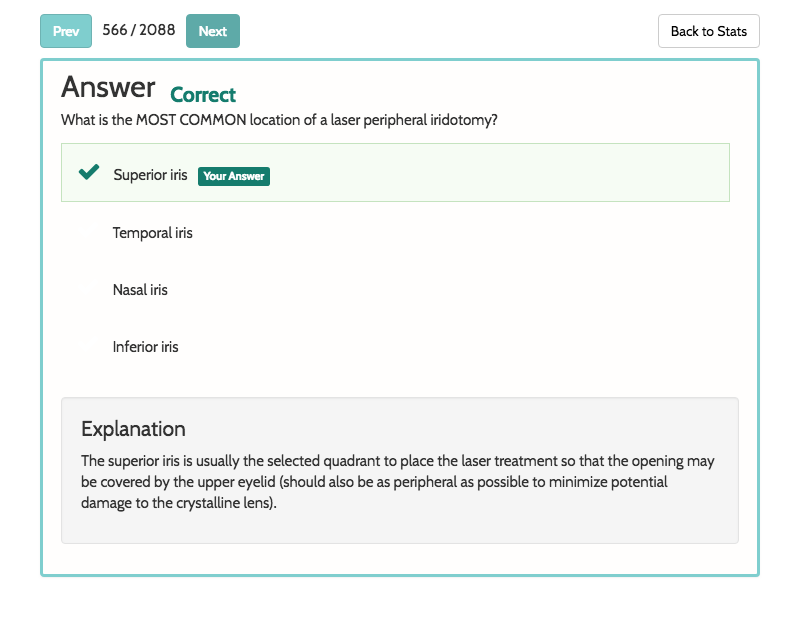 Prev 566 / 2088 Next Back to Stats
Answer Correct
What is the MOST COMMON location of a laser peripheral iridotomy?
Superior iris Your Answer
Temporal iris
Nasal iris
Inferior iris
Explanation
The superior iris is usually the selected quadrant to place the laser treatment so that the opening may
be covered by the upper eyelid (should also be as peripheral as possible to minimize potential
damage to the crystalline lens).